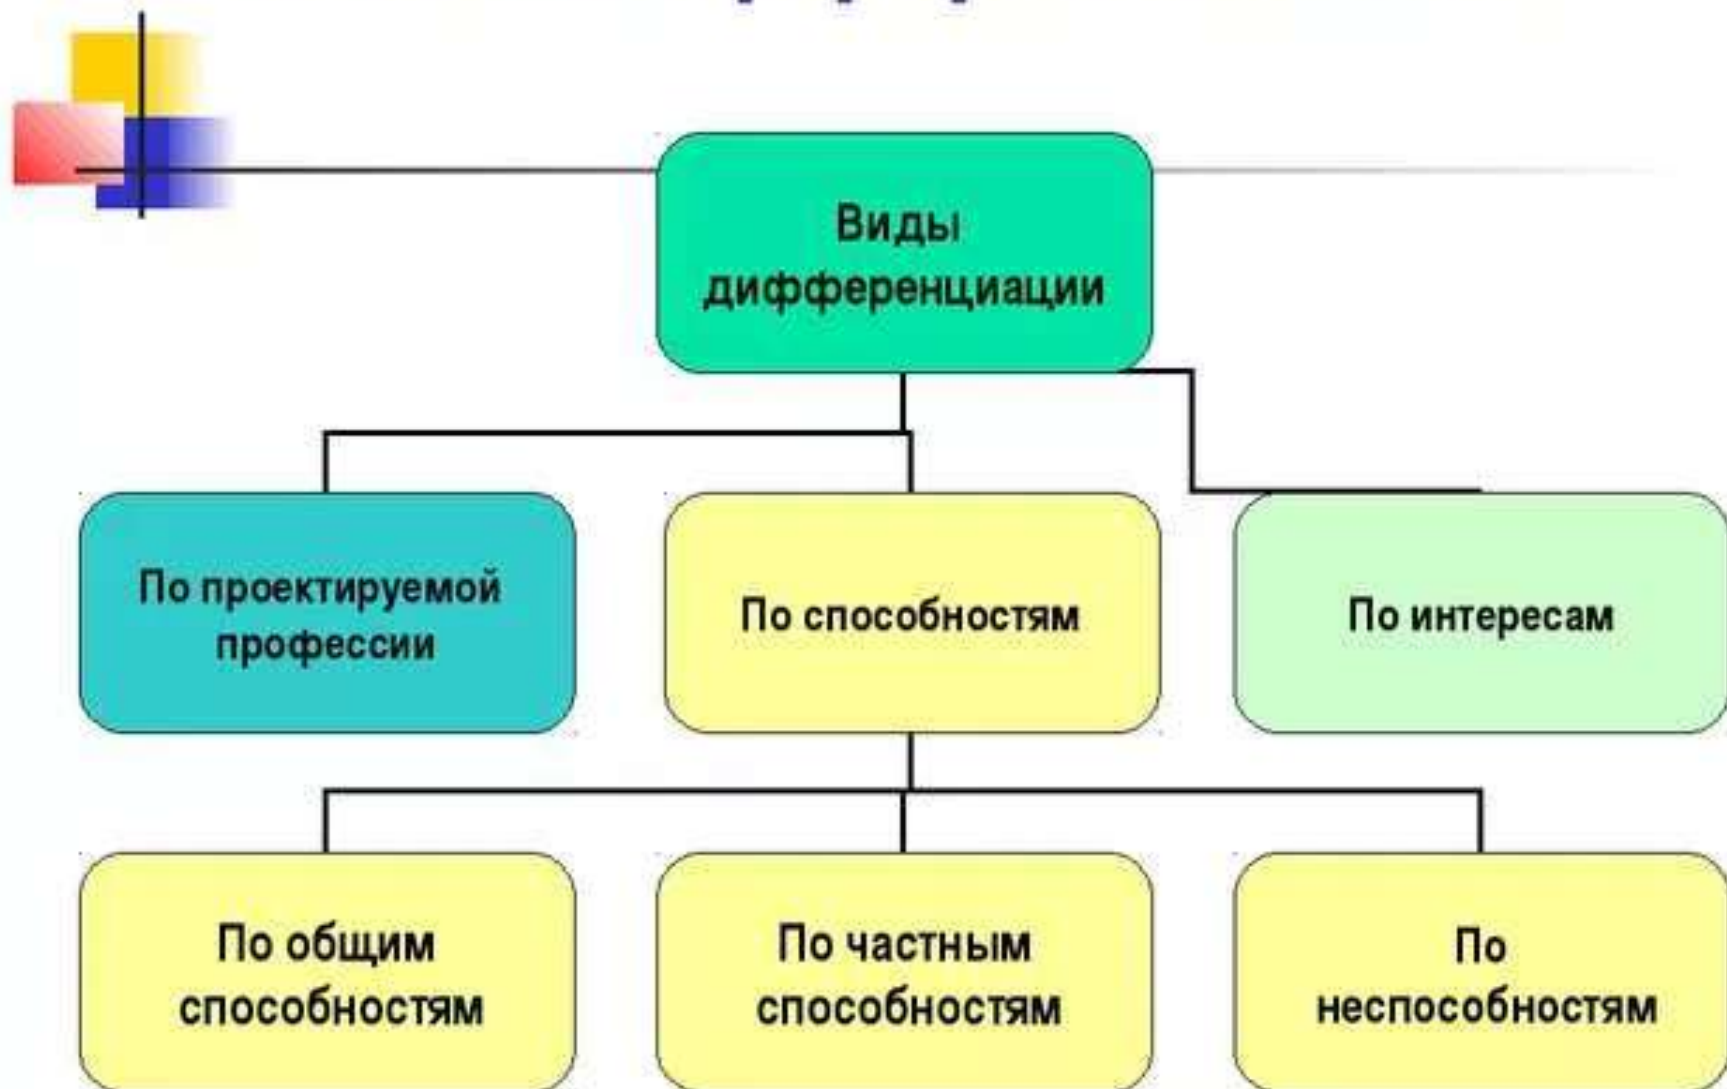 Виды
дифференциации
По проектируемой
профессии
По способностям
По интересам
По общим
способностям
По частным
способностям
По
неспособностям